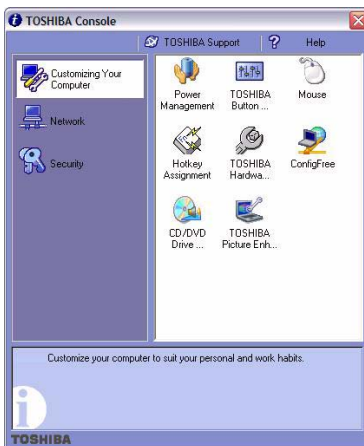 TOSHIBA Console
TOSHIBA Support
?
Help
Customizing Your
Computer
Network
Security
Power
Management
TOSHIBA
Button ...
Mouse
Hotkey
Assignment
TOSHIBA
Hardwa...
ConfigFree
CD/DVD
Drive ...
TOSHIBA
Picture Enh...
Customize your computer to suit your personal and work habits.
i
TOSHIBA